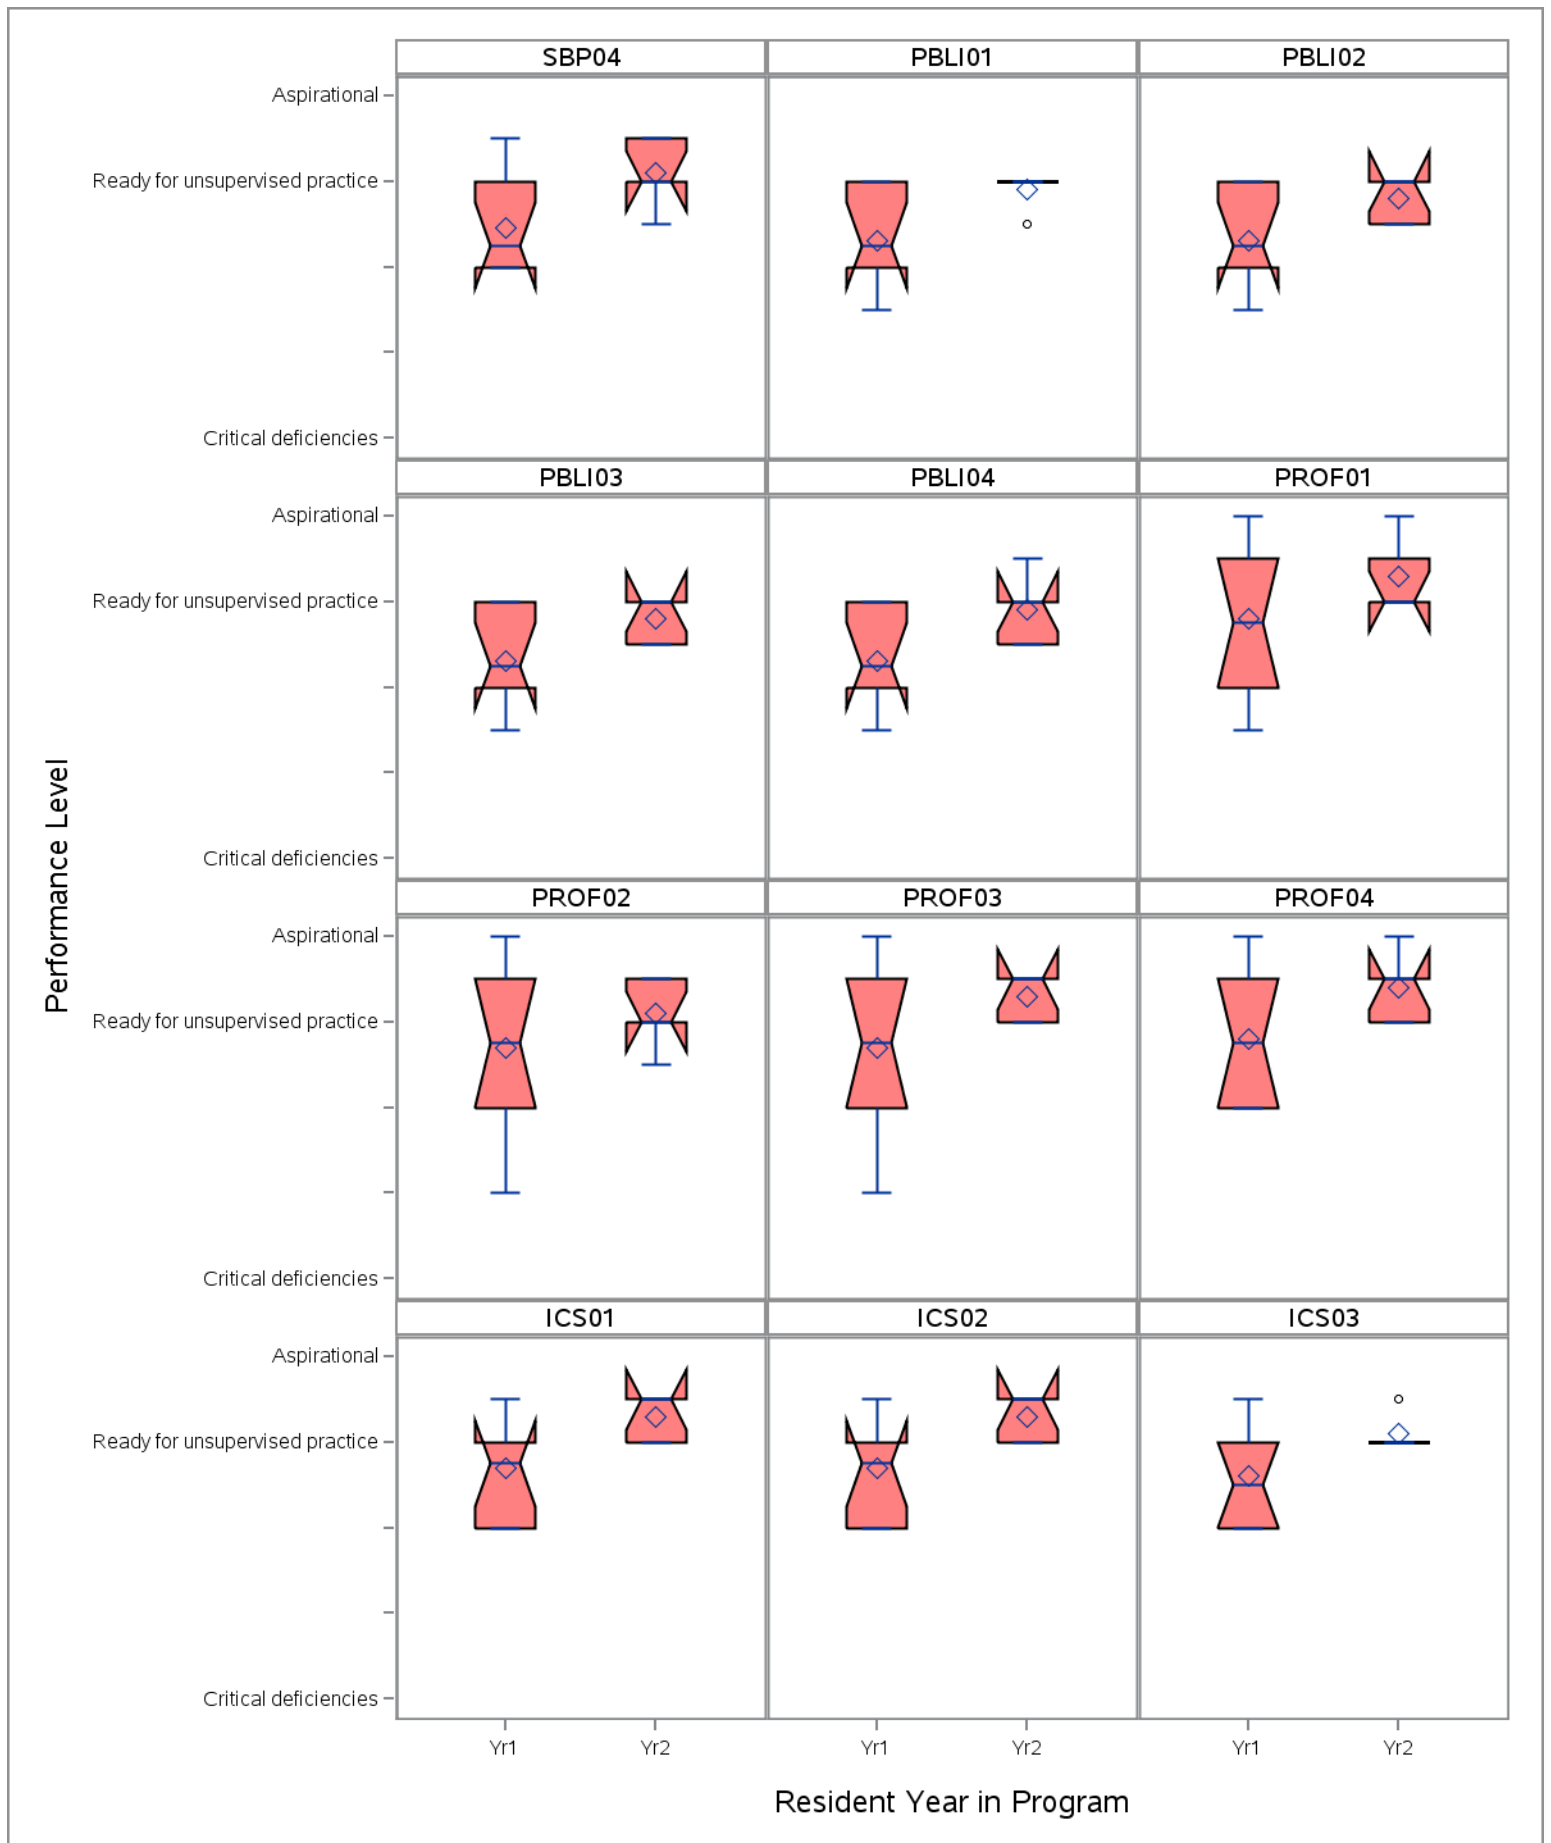 SBP04 PBLI01 PBLI02
Aspirational
Ready for unsupervised practice
Critical deficiencies
PBLI03 PBLI04 PROF01
Aspirational
Ready for unsupervised practice
Critical deficiencies
PROF02 PROF03 PROF04
Aspirational
Ready for unsupervised practice
Critical deficiencies
ICS01 ICS02 ICS03
Aspirational
Ready for unsupervised practice
Critical deficiencies
Performance Level
Yr1 Yr2 Yr1 Yr2 Yr1 Yr2
Resident Year in Program